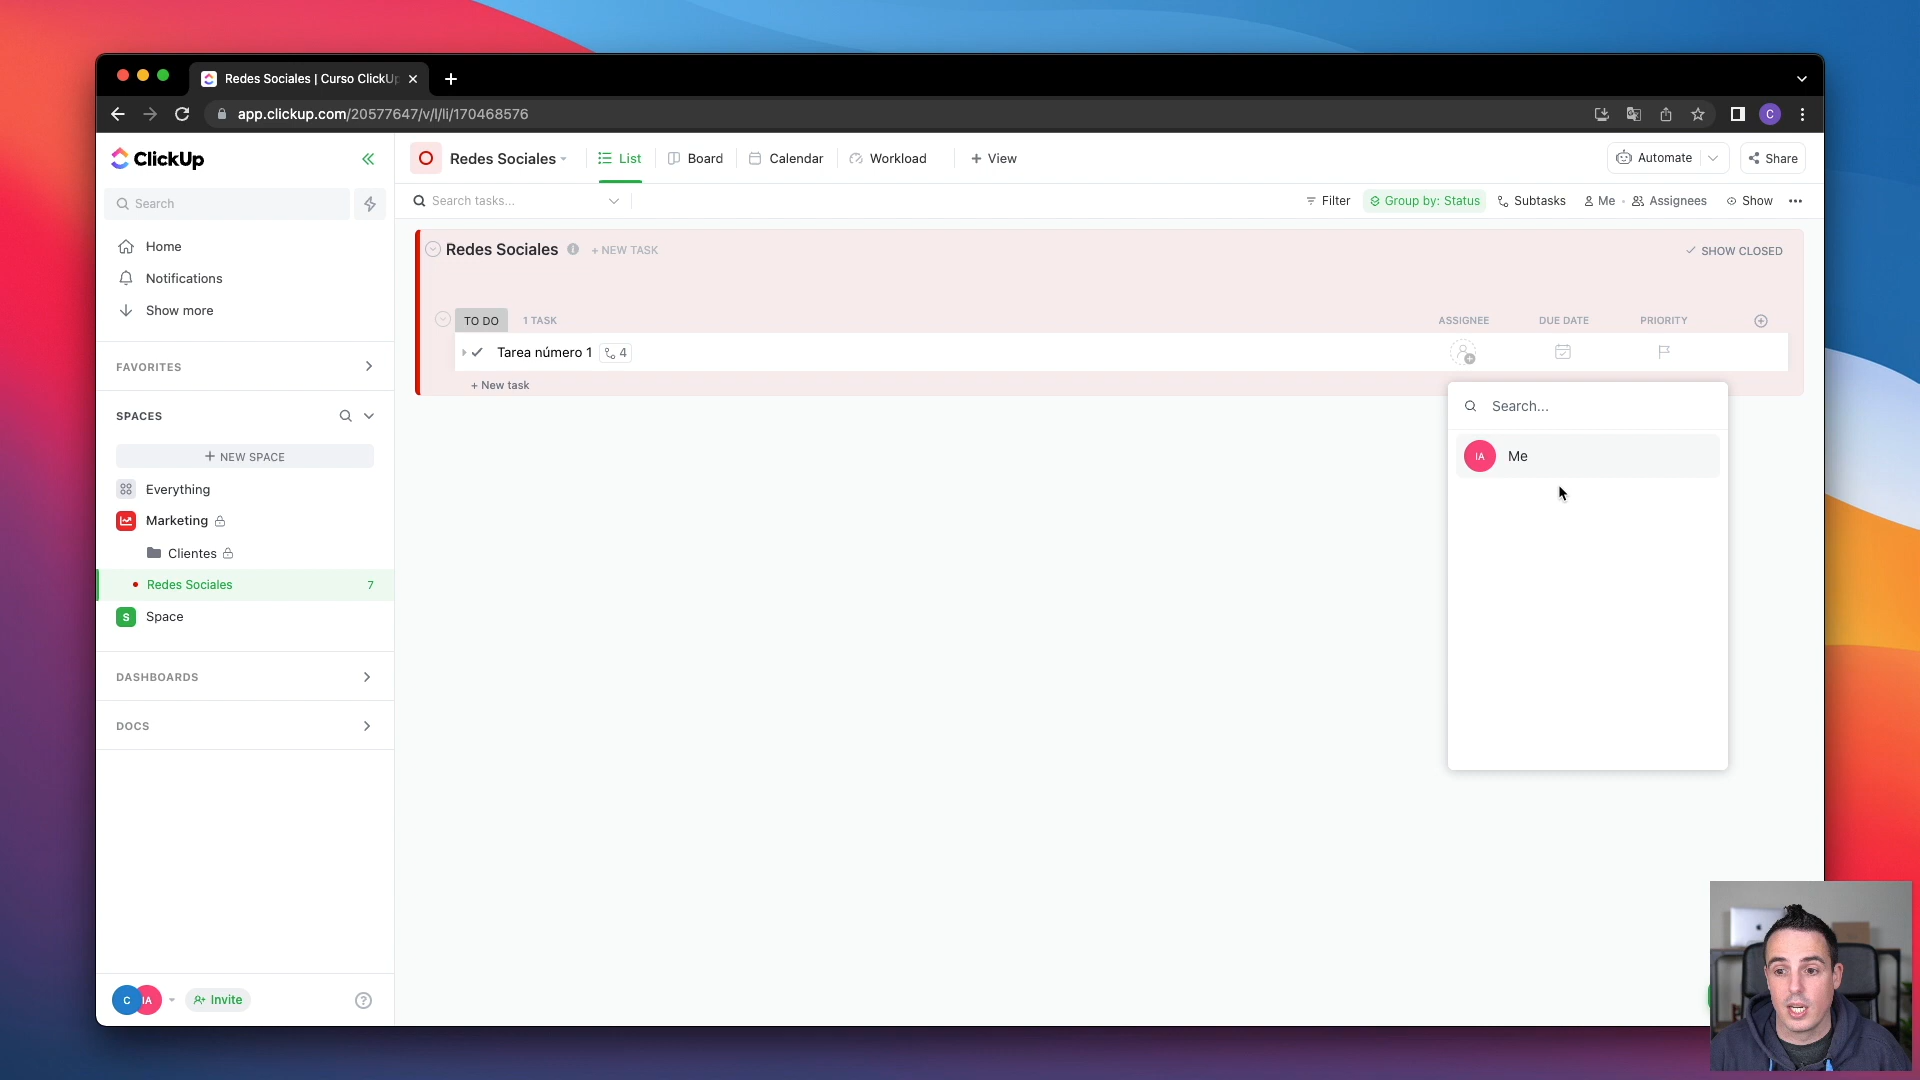 Redes Sociales | Curso ClickUp
app.clickup.com/20577647/v/l/li/170468576
C
ClickUp
Redes Sociales
List
Board
Calendar
Workload
+ View
Automate
Share
Search
Search tasks...
Filter
Group by: Status
Subtasks
Me
Assignees
Show
Home
Notifications
Show more
Redes Sociales
+ NEW TASK
SHOW CLOSED
TO DO
1 TASK
ASSIGNEE
DUE DATE
PRIORITY
Tarea número 1
4
+ New task
FAVORITES
SPACES
+ NEW SPACE
Everything
Marketing
Clientes
Redes Sociales
7
S
Space
DASHBOARDS
DOCS
Search...
IA
Me
C
IA
Invite
?